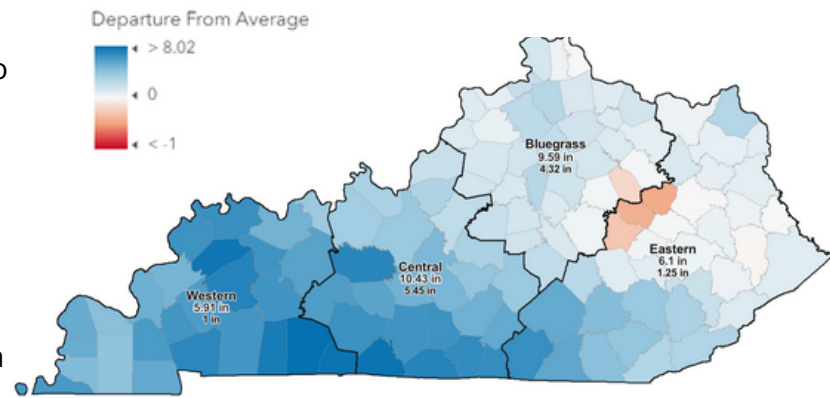 Departure From Average
> 8.02
0
< -1
Bluegrass
9.59 in
4.32 in
Central
10.43 in
5.45 in
Eastern
6.1 in
1.25 in
Western
5.91 in
1 in